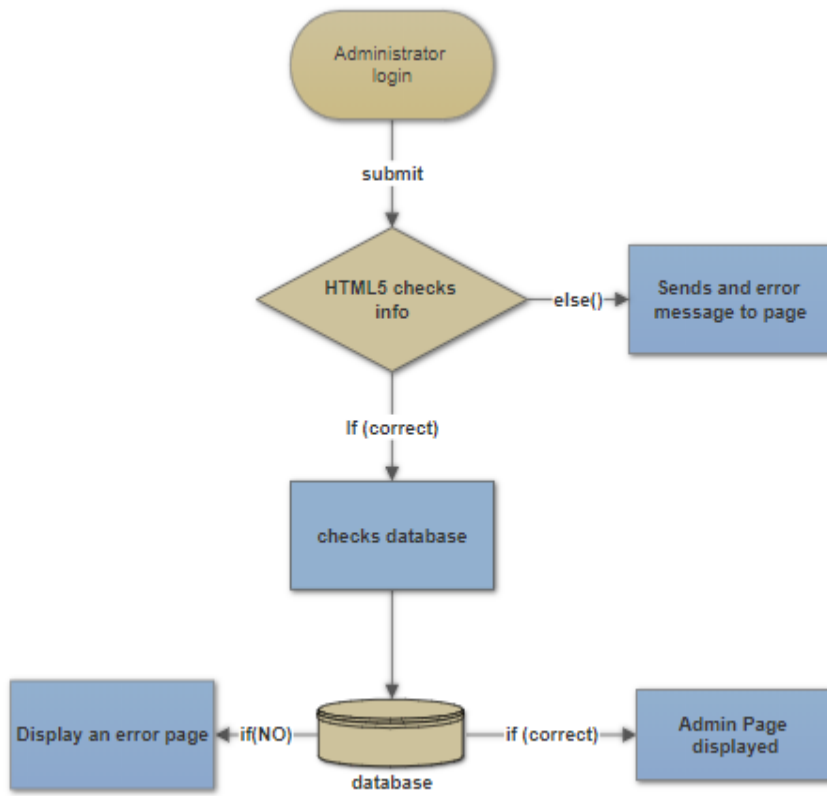 Administrator
login
submit
HTML5 checks
info
else()
Sends and error
message to page
If (correct)
checks database
Display an error page
if(NO)
database
if (correct)
Admin Page
displayed